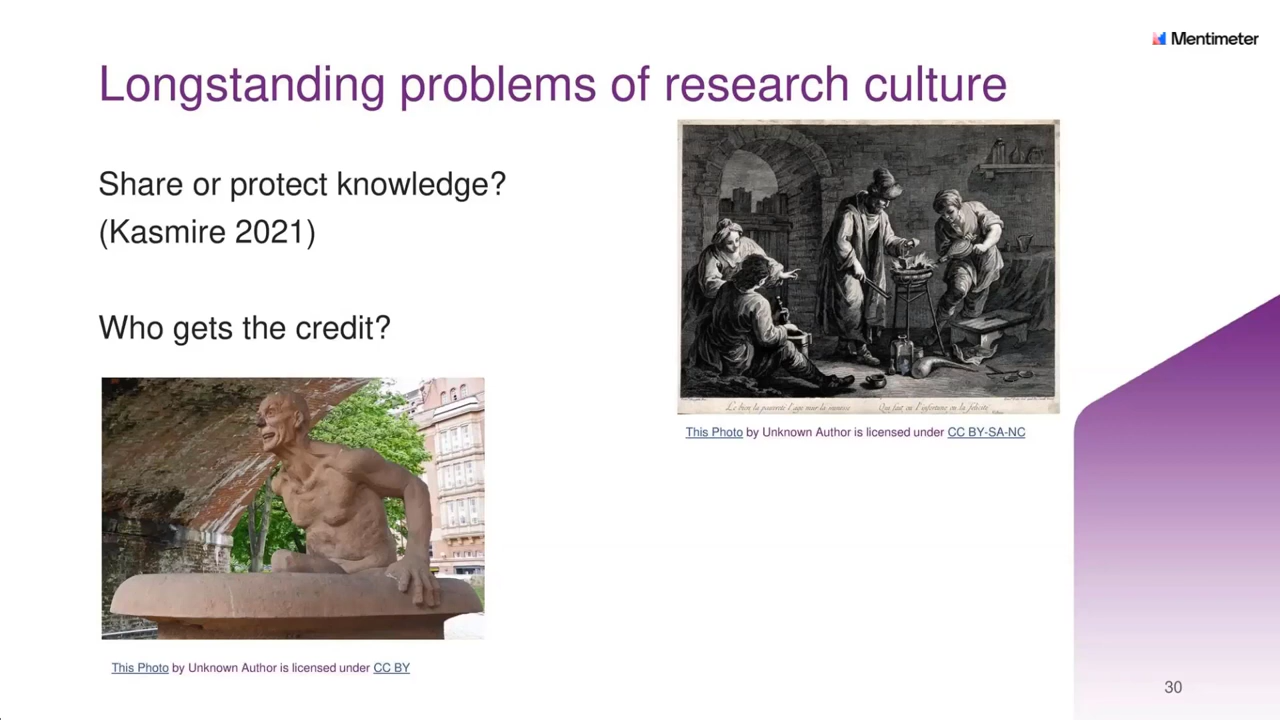 Mentimeter
Longstanding problems of research culture
Share or protect knowledge?
(Kasmire 2021)
Who gets the credit?
This Photo by Unknown Author is licensed under CC BY-SA-NC
This Photo by Unknown Author is licensed under CC BY
30